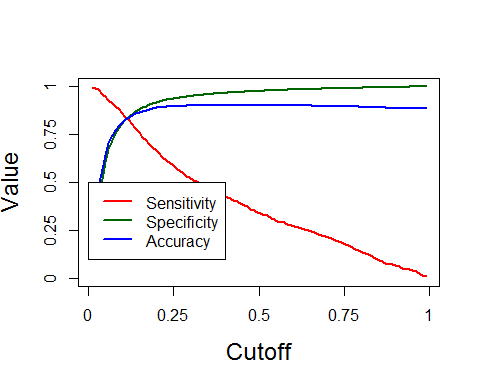 Value
1
0.75
0.5
0.25
0
Sensitivity
Specificity
Accuracy
0 0.25 0.5 0.75 1
Cutoff